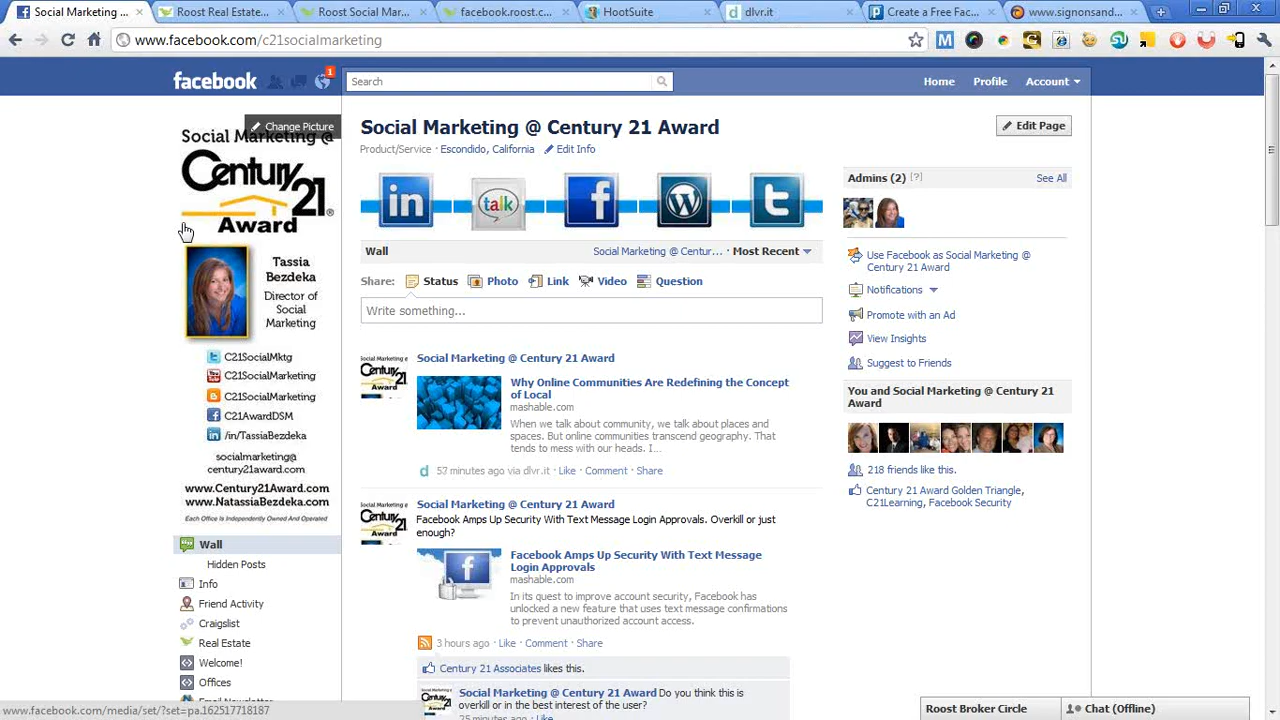 Social Marketing @ ...
Roost Real Estate...
Roost Social Mar...
facebook.roost.c...
HootSuite
dlvr.it
Create a Free Fac...
www.signonsand...
www.facebook.com/c21socialmarketing
facebook
1
Search
Home
Profile
Account
Change Picture
Social Marketing @
Century 21
Award
Tassia
Bezdeka
Director of
Social
Marketing
C21SocialMktg
C21SocialMarketing
C21SocialMarketing
C21AwardDSM
/in/TassiaBezdeka
socialmarketing@
century21award.com
www.Century21Award.com
www.NatassiaBezdeka.com
Each Office Is Independently Owned And Operated
Wall
Hidden Posts
Info
Friend Activity
Craigslist
Real Estate
Welcome!
Offices
Email Newsletter
www.facebook.com/media/set/?set=pa.162517718187
Social Marketing @ Century 21 Award
Product/Service · Escondido, California
Edit Info
Edit Page
in
talk
f
W
t
Wall
Social Marketing @ Centur... · Most Recent
Share:
Status
Photo
Link
Video
Question
Write something...
Social Marketing @ Century 21 Award
Why Online Communities Are Redefining the Concept
of Local
mashable.com
When we talk about community, we talk about places and
spaces. But online communities transcend geography. That
tends to mess with our heads. I...
57 minutes ago via dlvr.it · Like · Comment · Share
Social Marketing @ Century 21 Award
Facebook Amps Up Security With Text Message Login Approvals. Overkill or just
enough?
Facebook Amps Up Security With Text Message
Login Approvals
mashable.com
In its quest to improve account security, Facebook has
unlocked a new feature that uses text message confirmations
to prevent unauthorized account access.
3 hours ago · Like · Comment · Share
Century 21 Associates likes this.
Social Marketing @ Century 21 Award Do you think this is
overkill or in the best interest of the user?
25 minutes ago · Like
Admins (2) [?]
See All
Use Facebook as Social Marketing @
Century 21 Award
Notifications
Promote with an Ad
View Insights
Suggest to Friends
You and Social Marketing @ Century 21
Award
218 friends like this.
Century 21 Award Golden Triangle,
C21Learning, Facebook Security
Roost Broker Circle
Chat (Offline)